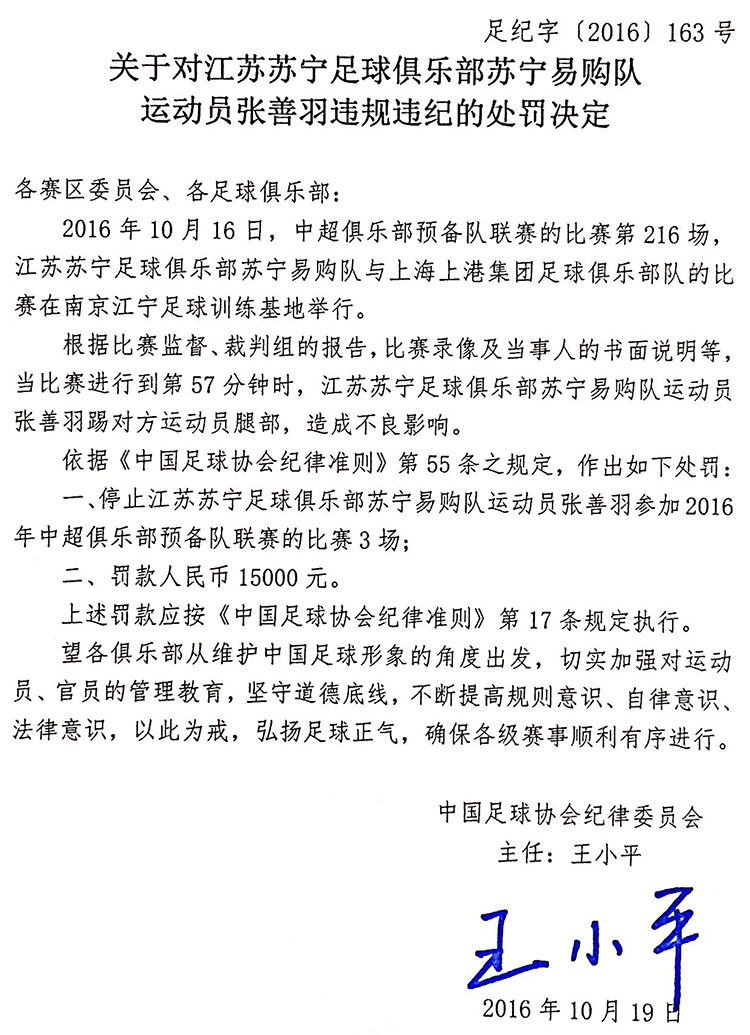 足纪字〔2016〕163 号
关于对江苏苏宁足球俱乐部苏宁易购队
运动员张善羽违规违纪的处罚决定
各赛区委员会、各足球俱乐部：
2016 年 10 月 16 日，中超俱乐部预备队联赛的比赛第 216 场，
江苏苏宁足球俱乐部苏宁易购队与上海上港集团足球俱乐部队的比
赛在南京江宁足球训练基地举行。
根据比赛监督、裁判组的报告，比赛录像及当事人的书面说明等，
当比赛进行到第 57 分钟时，江苏苏宁足球俱乐部苏宁易购队运动员
张善羽踢对方运动员腿部，造成不良影响。
依据《中国足球协会纪律准则》第 55 条之规定，作出如下处罚：
一、停止江苏苏宁足球俱乐部苏宁易购队运动员张善羽参加 2016
年中超俱乐部预备队联赛的比赛 3 场；
二、罚款人民币 15000 元。
上述罚款应按《中国足球协会纪律准则》第 17 条规定执行。
望各俱乐部从维护中国足球形象的角度出发，切实加强对运动
员、官员的管理教育，坚守道德底线，不断提高规则意识、自律意识、
法律意识，以此为戒，弘扬足球正气，确保各级赛事顺利有序进行。
中国足球协会纪律委员会
主任：王小平
王小平
2016 年 10 月 19 日